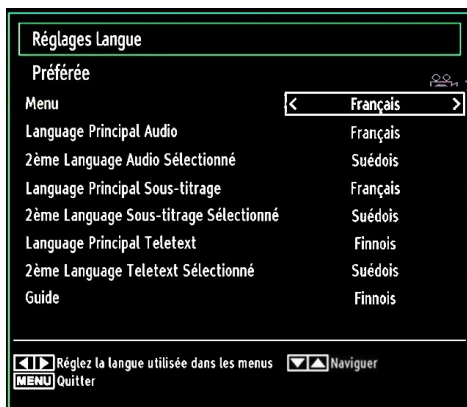 Réglages Langue
Préférée
Menu < Français >
Language Principal Audio Français
2ème Language Audio Sélectionné Suédois
Language Principal Sous-titrage Français
2ème Language Sous-titrage Sélectionné Suédois
Language Principal Teletext Finnois
2ème Language Teletext Sélectionné Suédois
Guide Finnois
Réglez la langue utilisée dans les menus Naviguer
MENU Quitter